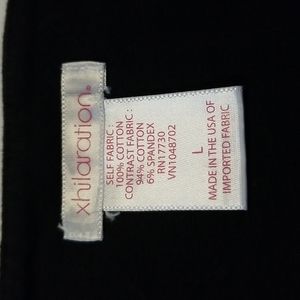 xhilaration®
SELF FABRIC :
100% COTTON
CONTRAST FABRIC :
94% COTTON
6% SPANDEX
RN17730
VN1048702
L
MADE IN THE USA OF
IMPORTED FABRIC